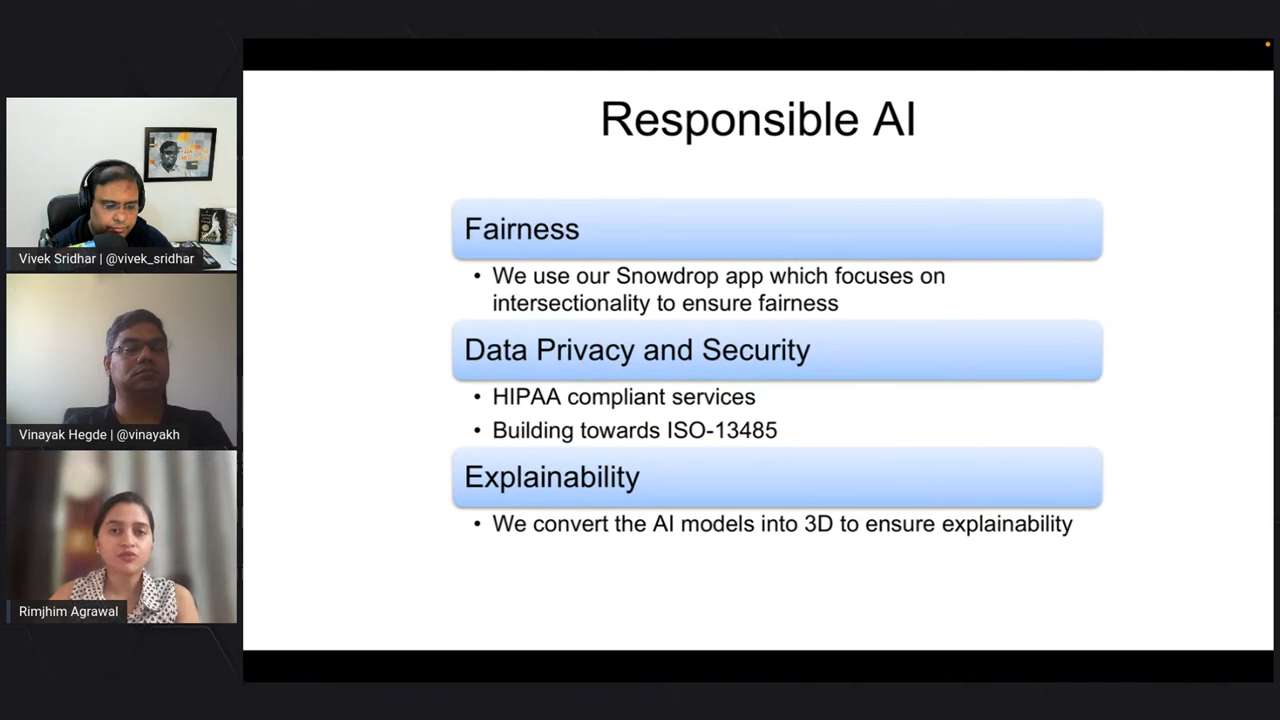 Responsible AI
Fairness
• We use our Snowdrop app which focuses on
intersectionality to ensure fairness
Data Privacy and Security
• HIPAA compliant services
• Building towards ISO-13485
Explainability
• We convert the AI models into 3D to ensure explainability
Vivek Sridhar | @vivek_sridhar
Vinayak Hegde | @vinayakh
Rimjhim Agrawal